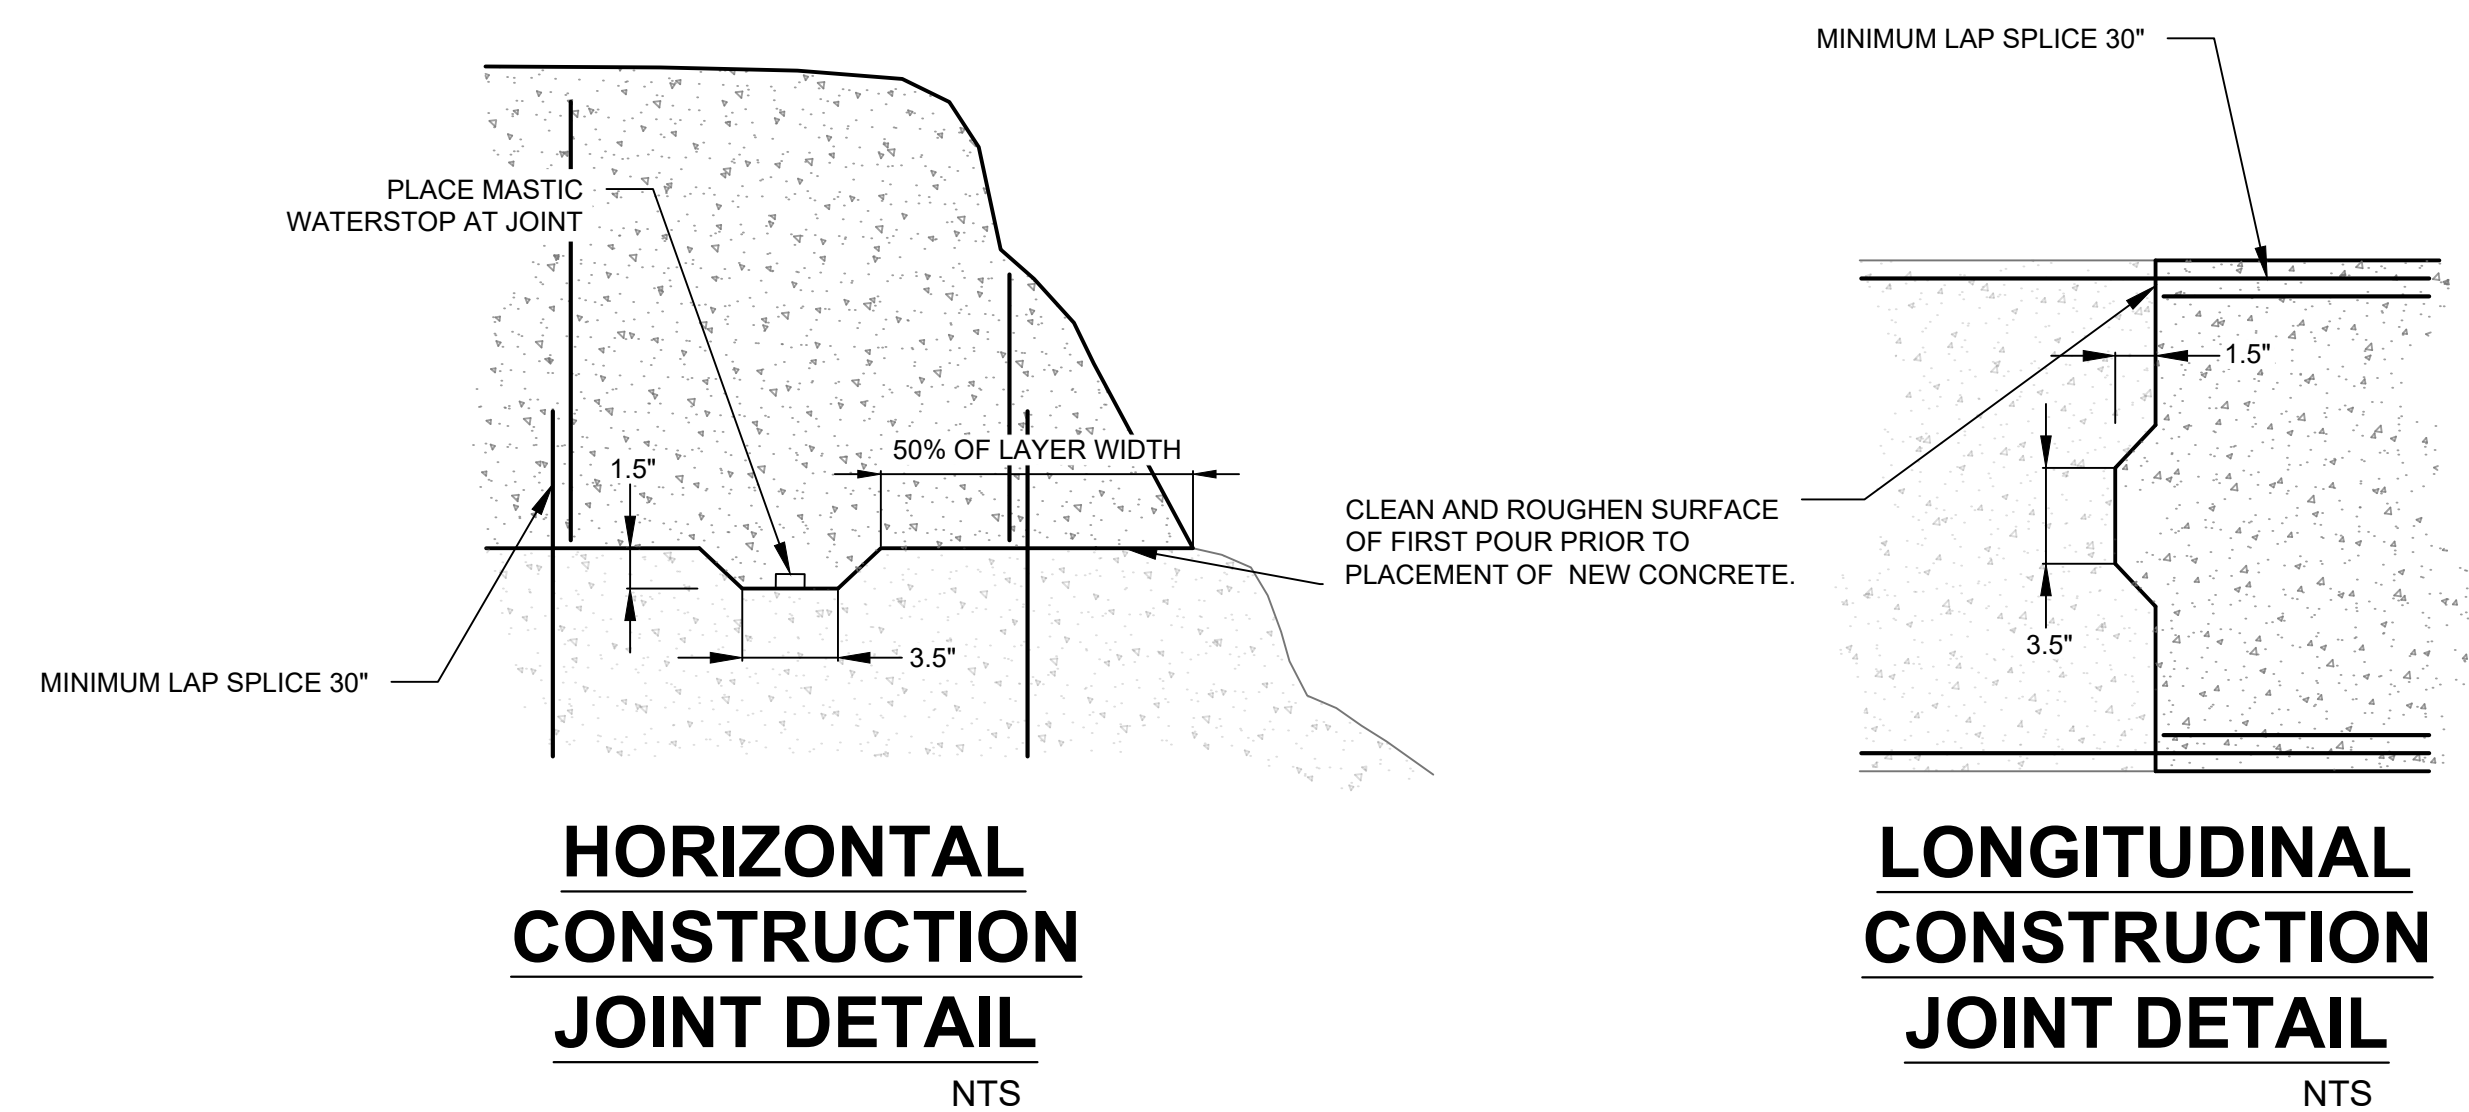 MINIMUM LAP SPLICE 30"
PLACE MASTIC
WATERSTOP AT JOINT
50% OF LAYER WIDTH
1.5"
3.5"
MINIMUM LAP SPLICE 30"
CLEAN AND ROUGHEN SURFACE
OF FIRST POUR PRIOR TO
PLACEMENT OF  NEW CONCRETE.
1.5"
3.5"
HORIZONTAL
CONSTRUCTION
JOINT DETAIL
NTS
LONGITUDINAL
CONSTRUCTION
JOINT DETAIL
NTS